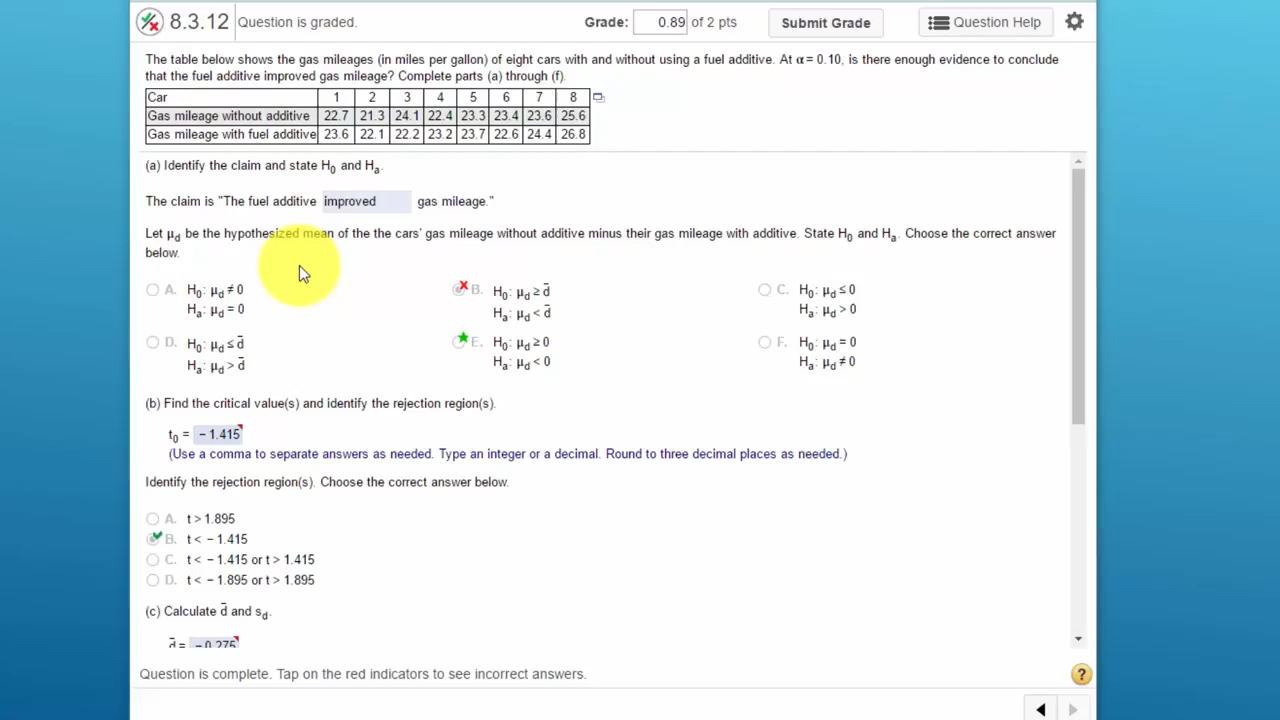 8.3.12 Question is graded. Grade: 0.89 of 2 pts Submit Grade Question Help
The table below shows the gas mileages (in miles per gallon) of eight cars with and without using a fuel additive. At α = 0.10, is there enough evidence to conclude
that the fuel additive improved gas mileage? Complete parts (a) through (f).
Car 1 2 3 4 5 6 7 8
Gas mileage without additive 22.7 21.3 24.1 22.4 23.3 23.4 23.6 25.6
Gas mileage with fuel additive 23.6 22.1 22.2 23.2 23.7 22.6 24.4 26.8
(a) Identify the claim and state H0 and Ha.
The claim is "The fuel additive improved gas mileage."
Let μd be the hypothesized mean of the the cars' gas mileage without additive minus their gas mileage with additive. State H0 and Ha. Choose the correct answer
below.
A. H0: μd ≠ 0
Ha: μd = 0
B. H0: μd ≥ d̄
Ha: μd < d̄
C. H0: μd ≤ 0
Ha: μd > 0
D. H0: μd ≤ d̄
Ha: μd > d̄
E. H0: μd ≥ 0
Ha: μd < 0
F. H0: μd = 0
Ha: μd ≠ 0
(b) Find the critical value(s) and identify the rejection region(s).
t0 = − 1.415
(Use a comma to separate answers as needed. Type an integer or a decimal. Round to three decimal places as needed.)
Identify the rejection region(s). Choose the correct answer below.
A. t > 1.895
B. t < − 1.415
C. t < − 1.415 or t > 1.415
D. t < − 1.895 or t > 1.895
(c) Calculate d̄ and sd.
d̄ = −0.275
Question is complete. Tap on the red indicators to see incorrect answers.
?